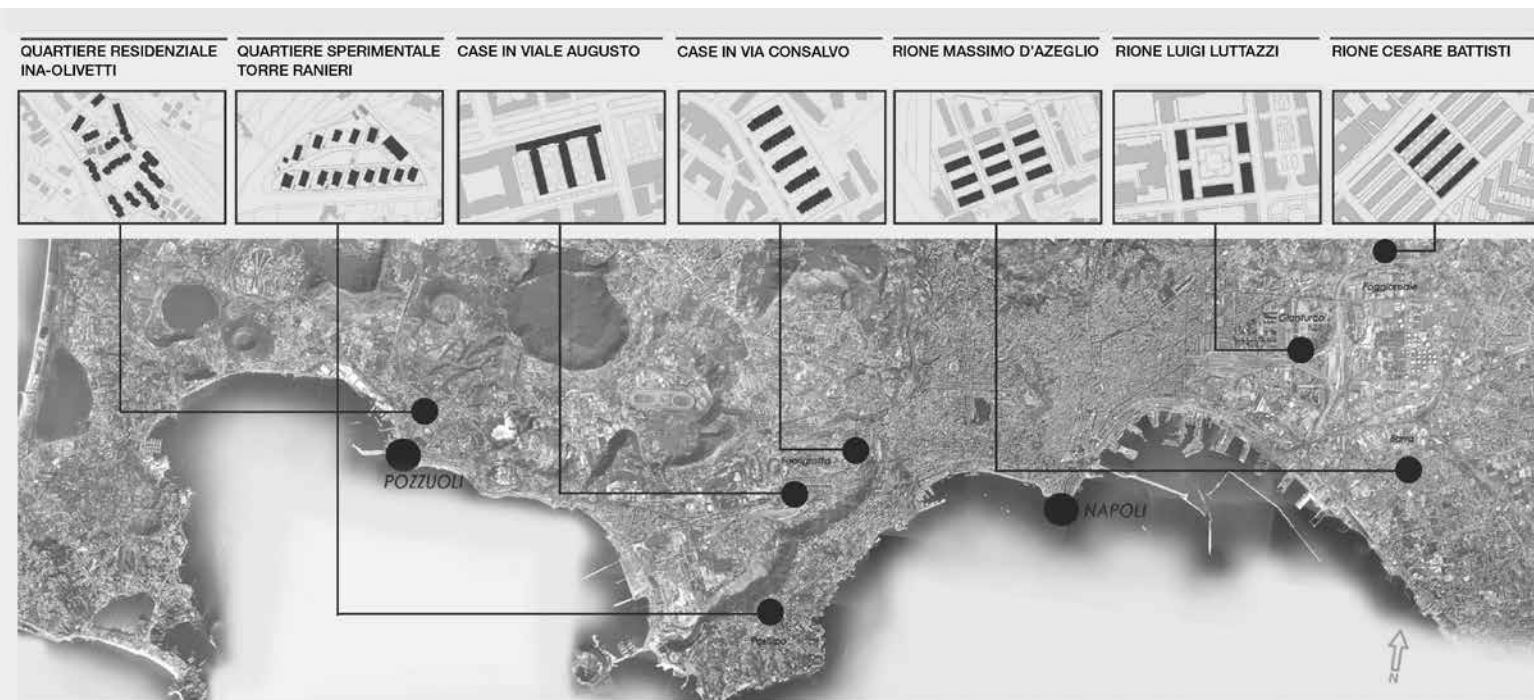 QUARTIERE RESIDENZIALE
INA-OLIVETTI
QUARTIERE SPERIMENTALE
TORRE RANIERI
CASE IN VIALE AUGUSTO
CASE IN VIA CONSALVO
RIONE MASSIMO D'AZEGLIO
RIONE LUIGI LUTTAZZI
RIONE CESARE BATTISTI
Poggioreale
Gianturco
Barra
Fuorigrotta
POZZUOLI
NAPOLI
Posillipo
N